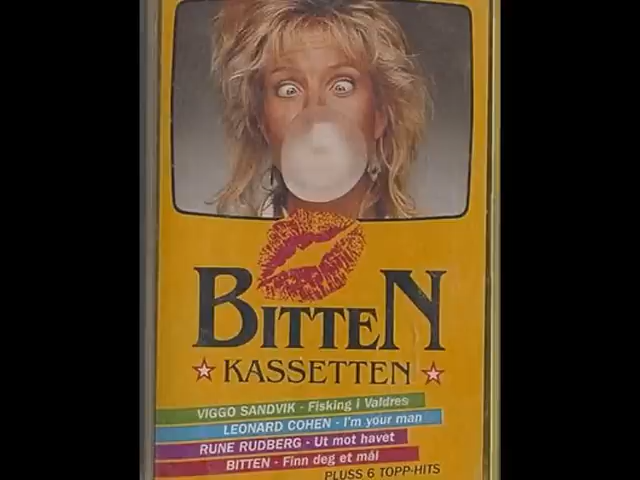 BITTEN
KASSETTEN
VIGGO SANDVIK - Fisking i Valdres
LEONARD COHEN - I'm your man
RUNE RUDBERG - Ut mot havet
BITTEN - Finn deg et mål
PLUSS 6 TOPP-HITS